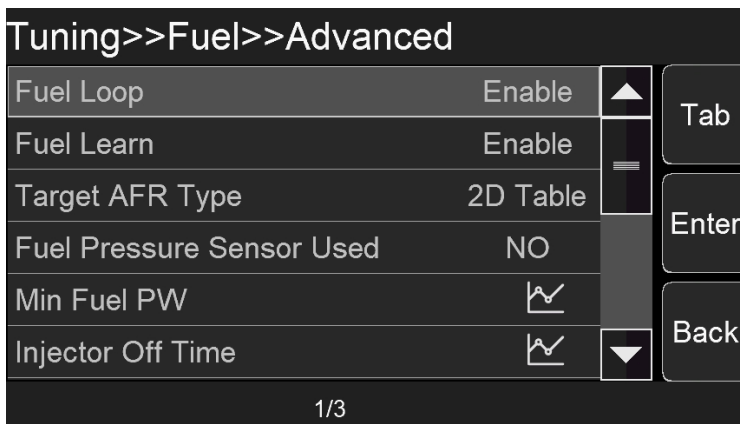 Tuning>>Fuel>>Advanced
Fuel Loop Enable
Fuel Learn Enable
Target AFR Type 2D Table
Fuel Pressure Sensor Used NO
Min Fuel PW
Injector Off Time
Tab
Enter
Back
1/3